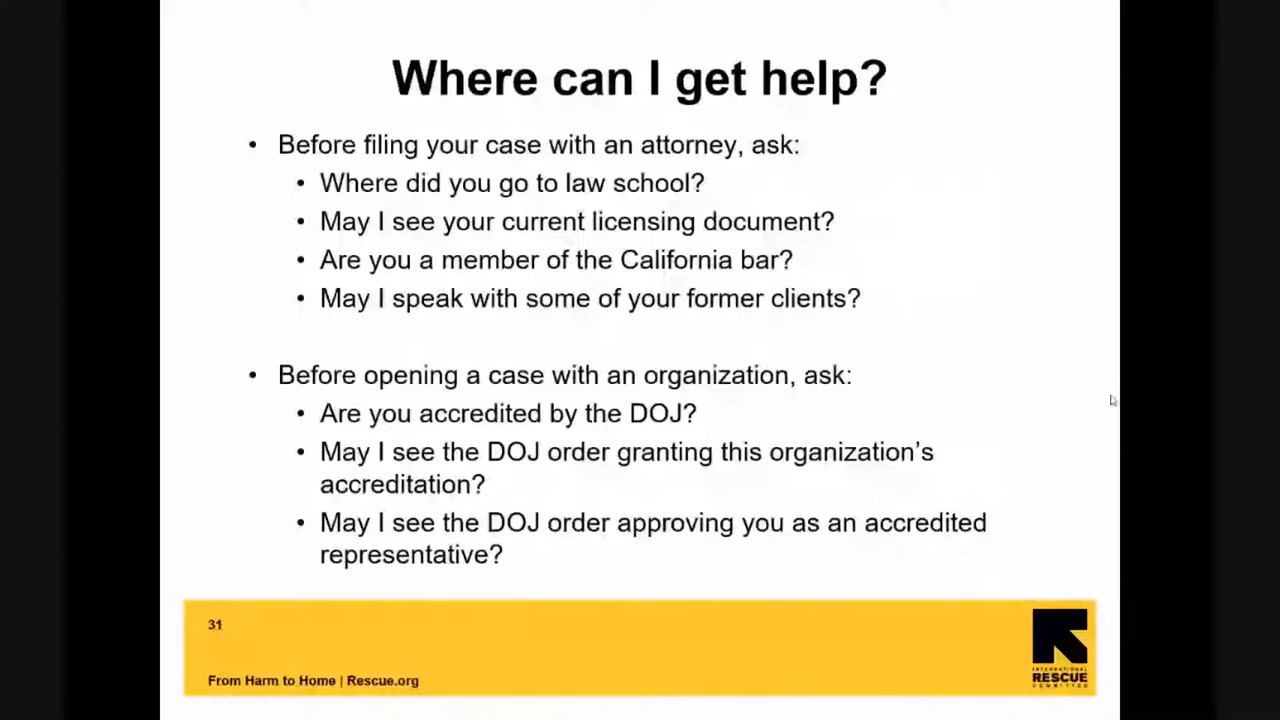 Where can I get help?
• Before filing your case with an attorney, ask:
• Where did you go to law school?
• May I see your current licensing document?
• Are you a member of the California bar?
• May I speak with some of your former clients?
• Before opening a case with an organization, ask:
• Are you accredited by the DOJ?
• May I see the DOJ order granting this organization's
accreditation?
• May I see the DOJ order approving you as an accredited
representative?
31
From Harm to Home | Rescue.org
INTERNATIONAL
RESCUE
COMMITTEE